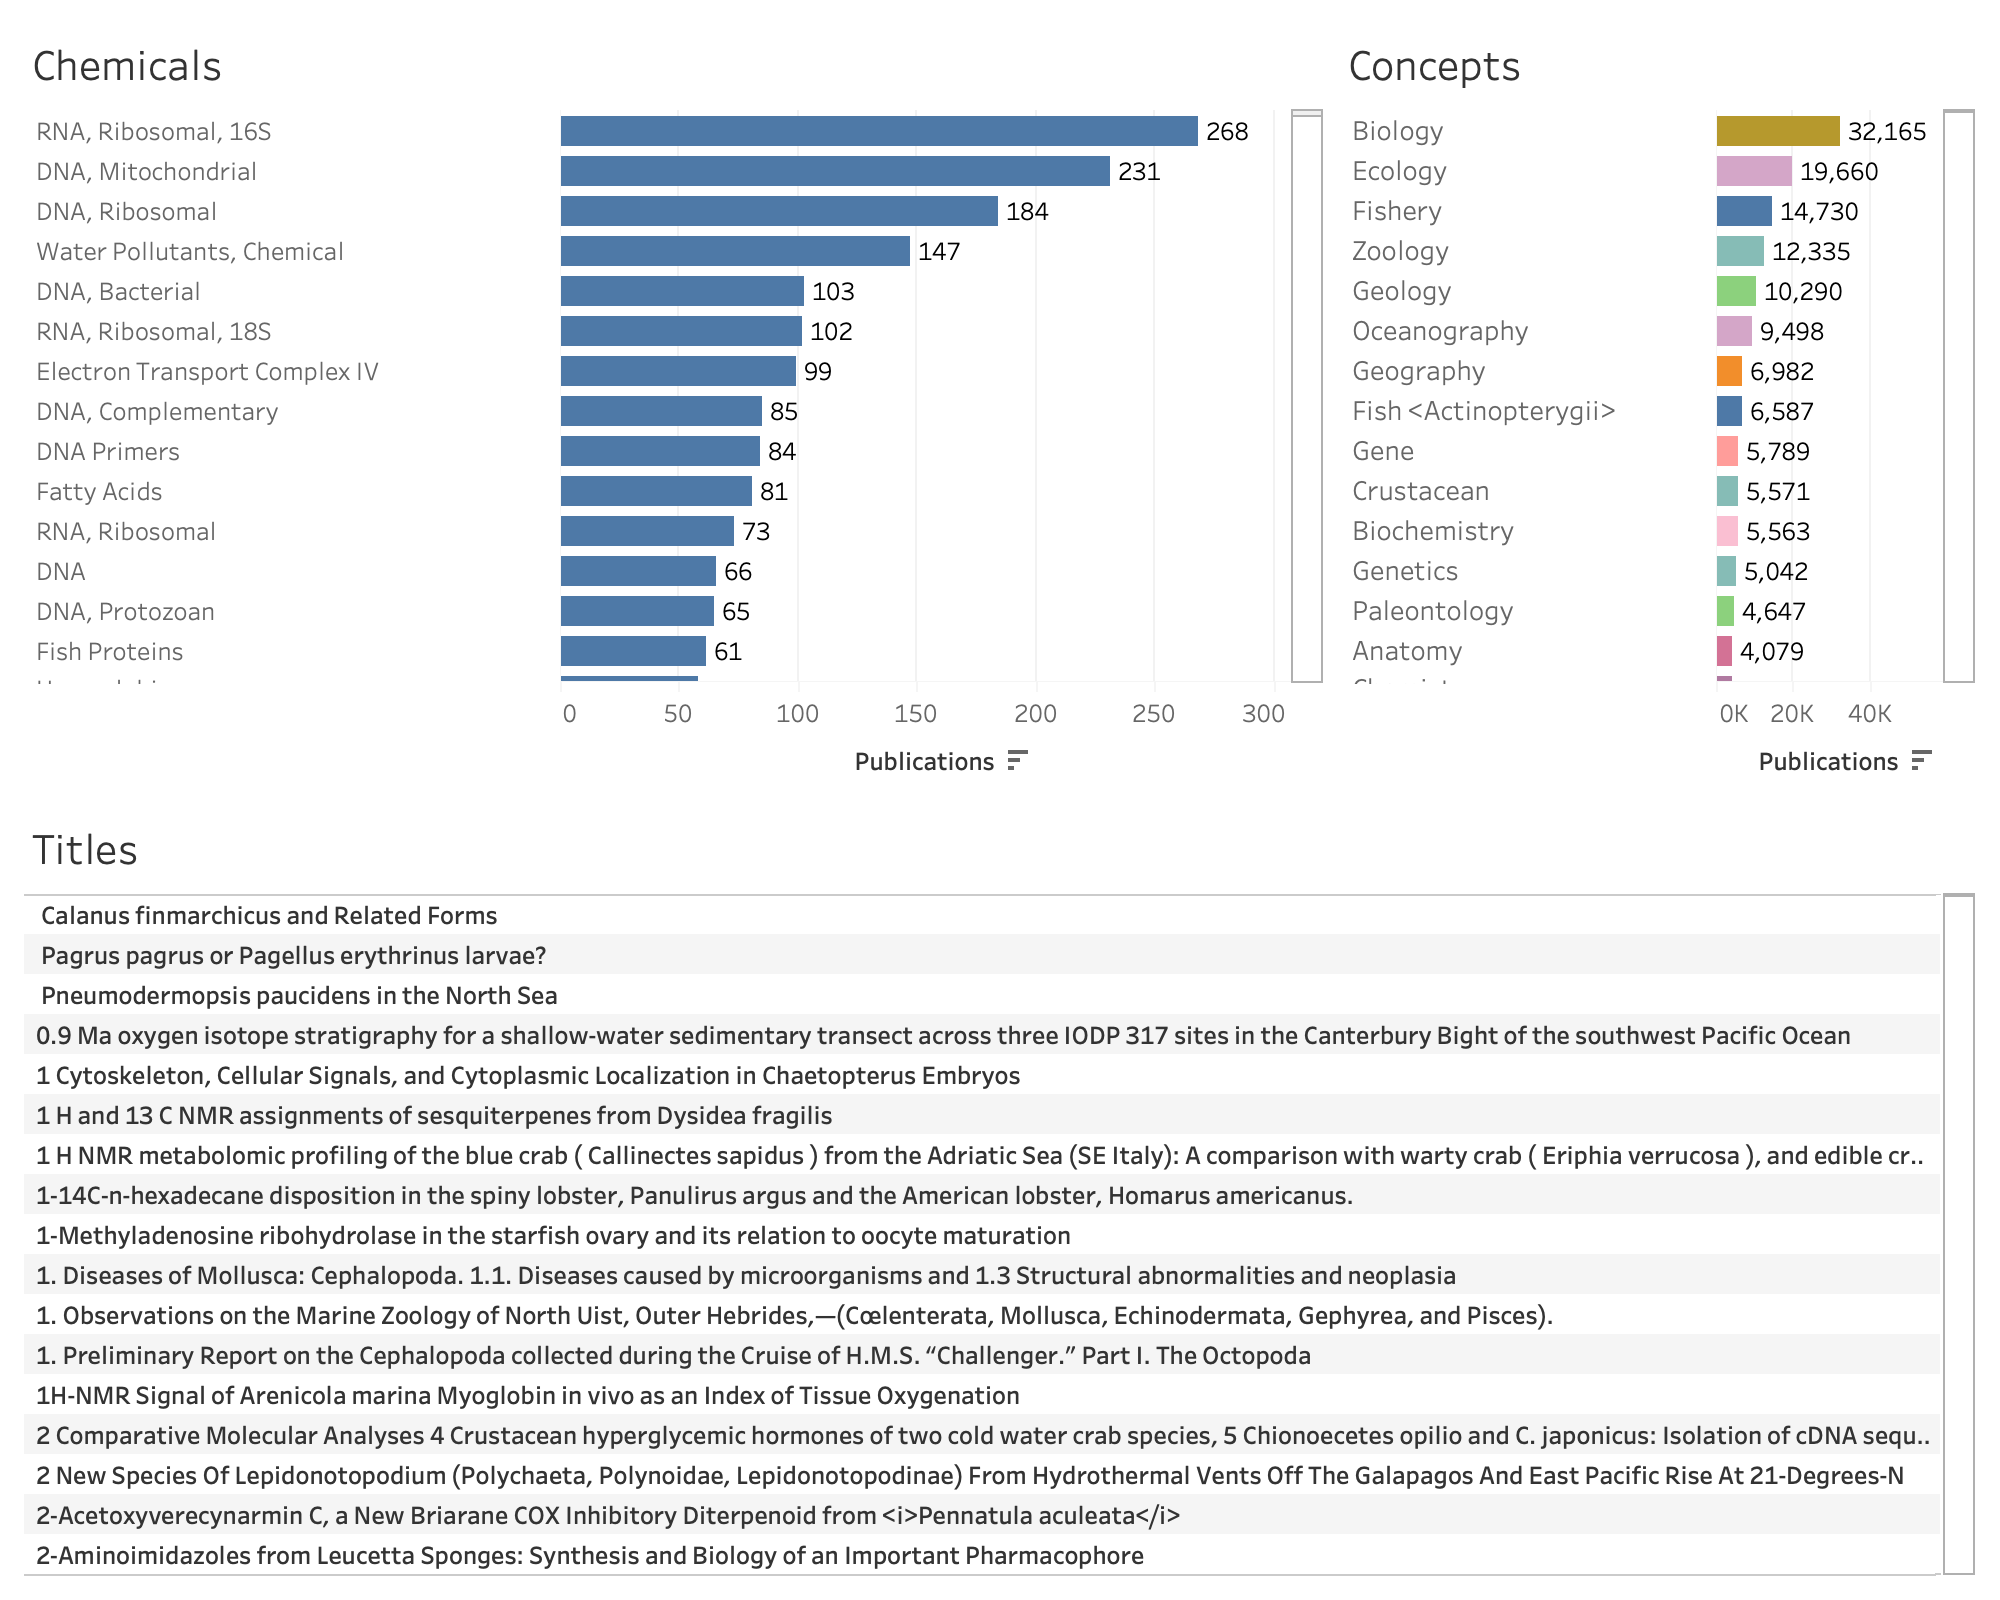 Chemicals
RNA, Ribosomal, 16S 268
DNA, Mitochondrial 231
DNA, Ribosomal 184
Water Pollutants, Chemical 147
DNA, Bacterial 103
RNA, Ribosomal, 18S 102
Electron Transport Complex IV 99
DNA, Complementary 85
DNA Primers 84
Fatty Acids 81
RNA, Ribosomal 73
DNA 66
DNA, Protozoan 65
Fish Proteins 61
0 50 100 150 200 250 300
Publications
Concepts
Biology 32,165
Ecology 19,660
Fishery 14,730
Zoology 12,335
Geology 10,290
Oceanography 9,498
Geography 6,982
Fish <Actinopterygii> 6,587
Gene 5,789
Crustacean 5,571
Biochemistry 5,563
Genetics 5,042
Paleontology 4,647
Anatomy 4,079
0K 20K 40K
Publications
Titles
Calanus finmarchicus and Related Forms
Pagrus pagrus or Pagellus erythrinus larvae?
Pneumodermopsis paucidens in the North Sea
0.9 Ma oxygen isotope stratigraphy for a shallow-water sedimentary transect across three IODP 317 sites in the Canterbury Bight of the southwest Pacific Ocean
1 Cytoskeleton, Cellular Signals, and Cytoplasmic Localization in Chaetopterus Embryos
1 H and 13 C NMR assignments of sesquiterpenes from Dysidea fragilis
1 H NMR metabolomic profiling of the blue crab ( Callinectes sapidus ) from the Adriatic Sea (SE Italy): A comparison with warty crab ( Eriphia verrucosa ), and edible cr..
1-14C-n-hexadecane disposition in the spiny lobster, Panulirus argus and the American lobster, Homarus americanus.
1-Methyladenosine ribohydrolase in the starfish ovary and its relation to oocyte maturation
1. Diseases of Mollusca: Cephalopoda. 1.1. Diseases caused by microorganisms and 1.3 Structural abnormalities and neoplasia
1. Observations on the Marine Zoology of North Uist, Outer Hebrides,—(Cœlenterata, Mollusca, Echinodermata, Gephyrea, and Pisces).
1. Preliminary Report on the Cephalopoda collected during the Cruise of H.M.S. “Challenger.” Part I. The Octopoda
1H-NMR Signal of Arenicola marina Myoglobin in vivo as an Index of Tissue Oxygenation
2 Comparative Molecular Analyses 4 Crustacean hyperglycemic hormones of two cold water crab species, 5 Chionoecetes opilio and C. japonicus: Isolation of cDNA sequ..
2 New Species Of Lepidonotopodium (Polychaeta, Polynoidae, Lepidonotopodinae) From Hydrothermal Vents Off The Galapagos And East Pacific Rise At 21-Degrees-N
2-Acetoxyverecynarmin C, a New Briarane COX Inhibitory Diterpenoid from <i>Pennatula aculeata</i>
2-Aminoimidazoles from Leucetta Sponges: Synthesis and Biology of an Important Pharmacophore